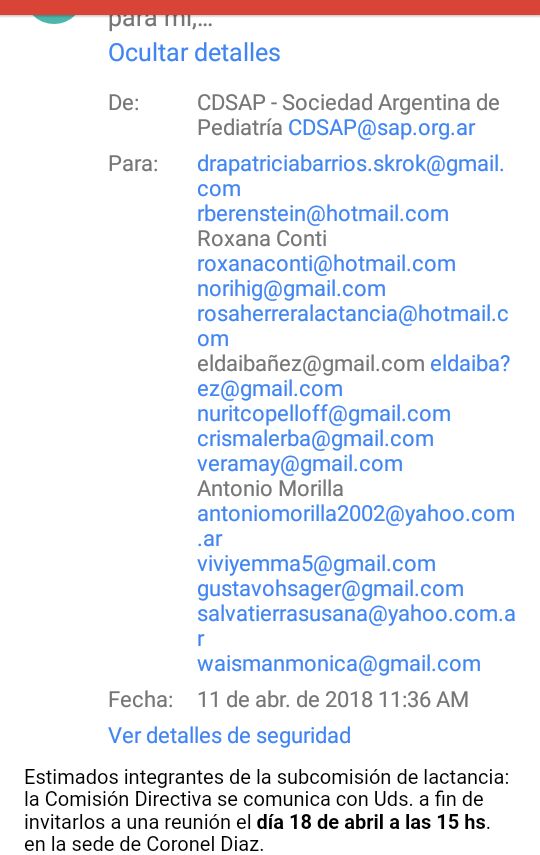 para mí,...
Ocultar detalles
De: CDSAP - Sociedad Argentina de
Pediatría CDSAP@sap.org.ar
Para: drapatriciabarrios.skrok@gmail.
com
rberenstein@hotmail.com
Roxana Conti
roxanaconti@hotmail.com
norihig@gmail.com
rosaherreralactancia@hotmail.c
om
eldaibañez@gmail.com eldaiba?
ez@gmail.com
nuritcopelloff@gmail.com
crismalerba@gmail.com
veramay@gmail.com
Antonio Morilla
antoniomorilla2002@yahoo.com
.ar
viviyemma5@gmail.com
gustavohsager@gmail.com
salvatierrasusana@yahoo.com.a
r
waismanmonica@gmail.com
Fecha: 11 de abr. de 2018 11:36 AM
Ver detalles de seguridad
Estimados integrantes de la subcomisión de lactancia:
la Comisión Directiva se comunica con Uds. a fin de
invitarlos a una reunión el día 18 de abril a las 15 hs.
en la sede de Coronel Diaz.